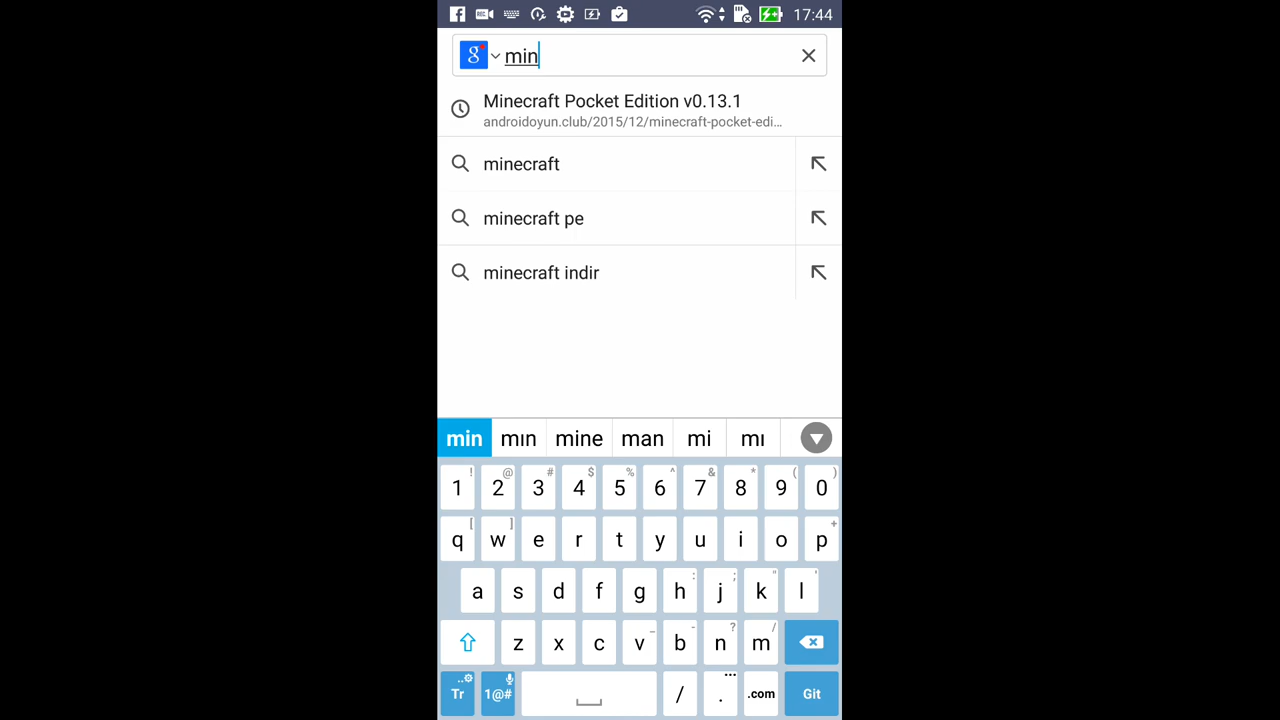 17:44
g min
Minecraft Pocket Edition v0.13.1
androidoyun.club/2015/12/minecraft-pocket-edi...
minecraft
minecraft pe
minecraft indir
min mın mine man mi mı
! @ # $ % ^ & * ( )
1 2 3 4 5 6 7 8 9 0
[ ] +
q w e r t y u i o p
: ; " '
a s d f g h j k l
_ - ? /
z x c v b n m
Tr 1@# / . .com Git